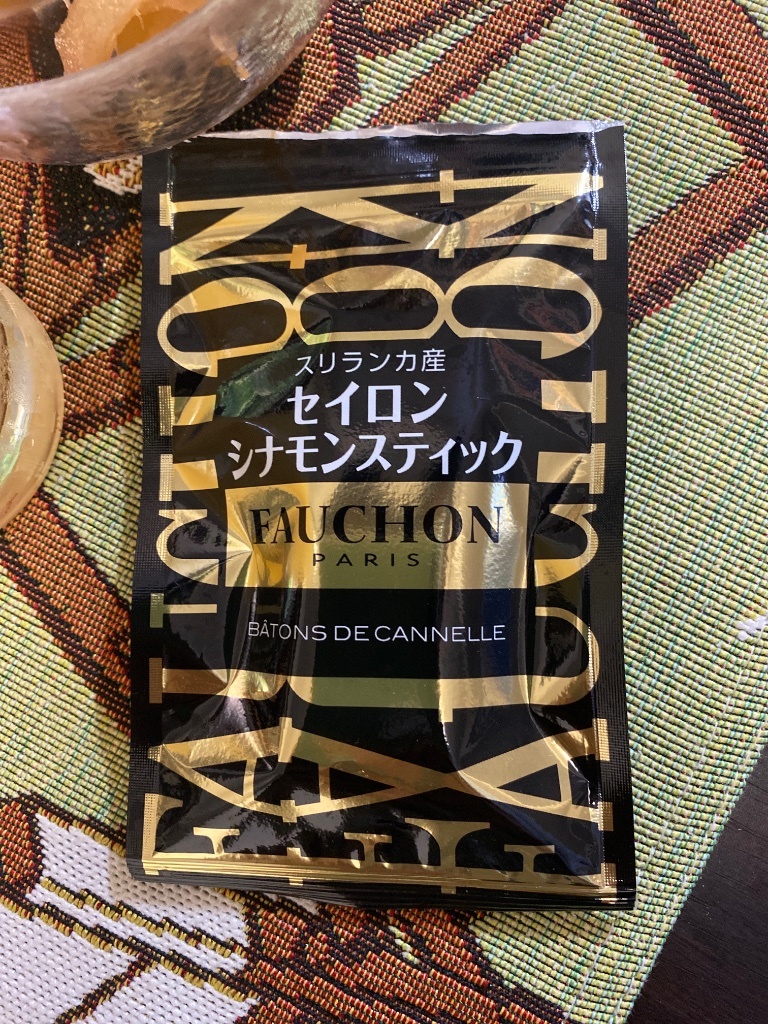 スリランカ産
セイロン
シナモンスティック
FAUCHON
PARIS
BÂTONS DE CANNELLE